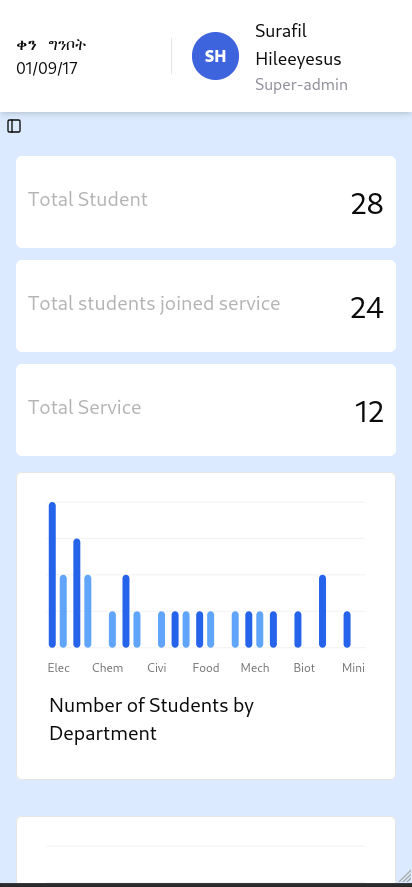 ቀን ግንቦት
01/09/17
SH
Surafil
Hileeyesus
Super-admin
Total Student
28
Total students joined service
24
Total Service
12
Elec Chem Civi Food Mech Biot Mini
Number of Students by
Department